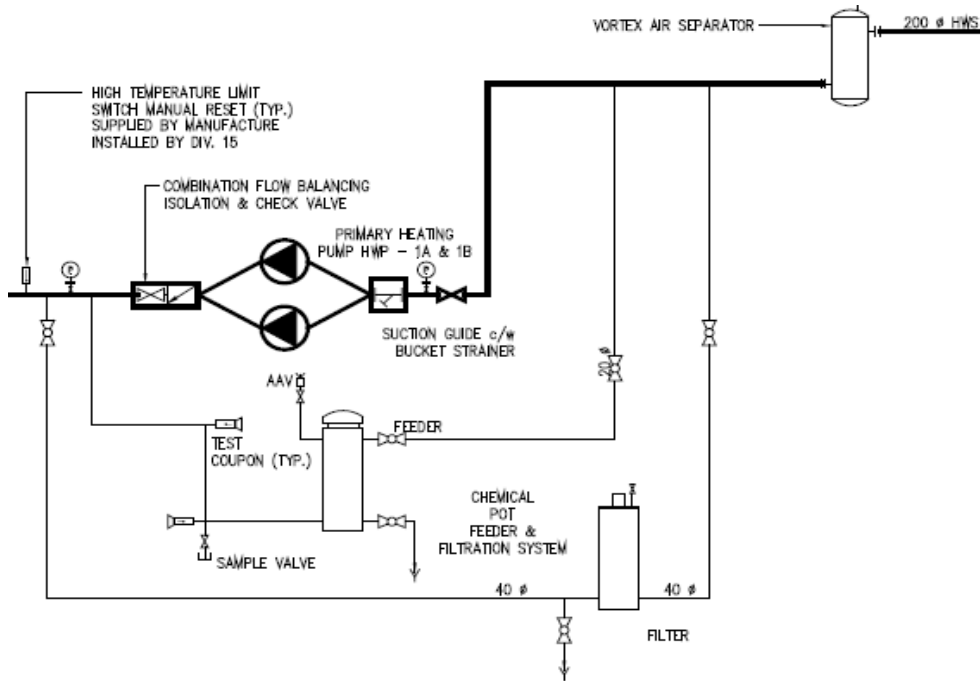 VORTEX AIR SEPARATOR
200 ø HWS
HIGH TEMPERATURE LIMIT
SWITCH MANUAL RESET (TYP.)
SUPPLIED BY MANUFACTURE
INSTALLED BY DIV. 15
COMBINATION FLOW BALANCING
ISOLATION & CHECK VALVE
PRIMARY HEATING
PUMP HWP - 1A & 1B
P
P
SUCTION GUIDE c/w
BUCKET STRAINER
20 ø
AAV
FEEDER
TEST
COUPON (TYP.)
CHEMICAL
POT
FEEDER &
FILTRATION SYSTEM
SAMPLE VALVE
40 ø
40 ø
FILTER